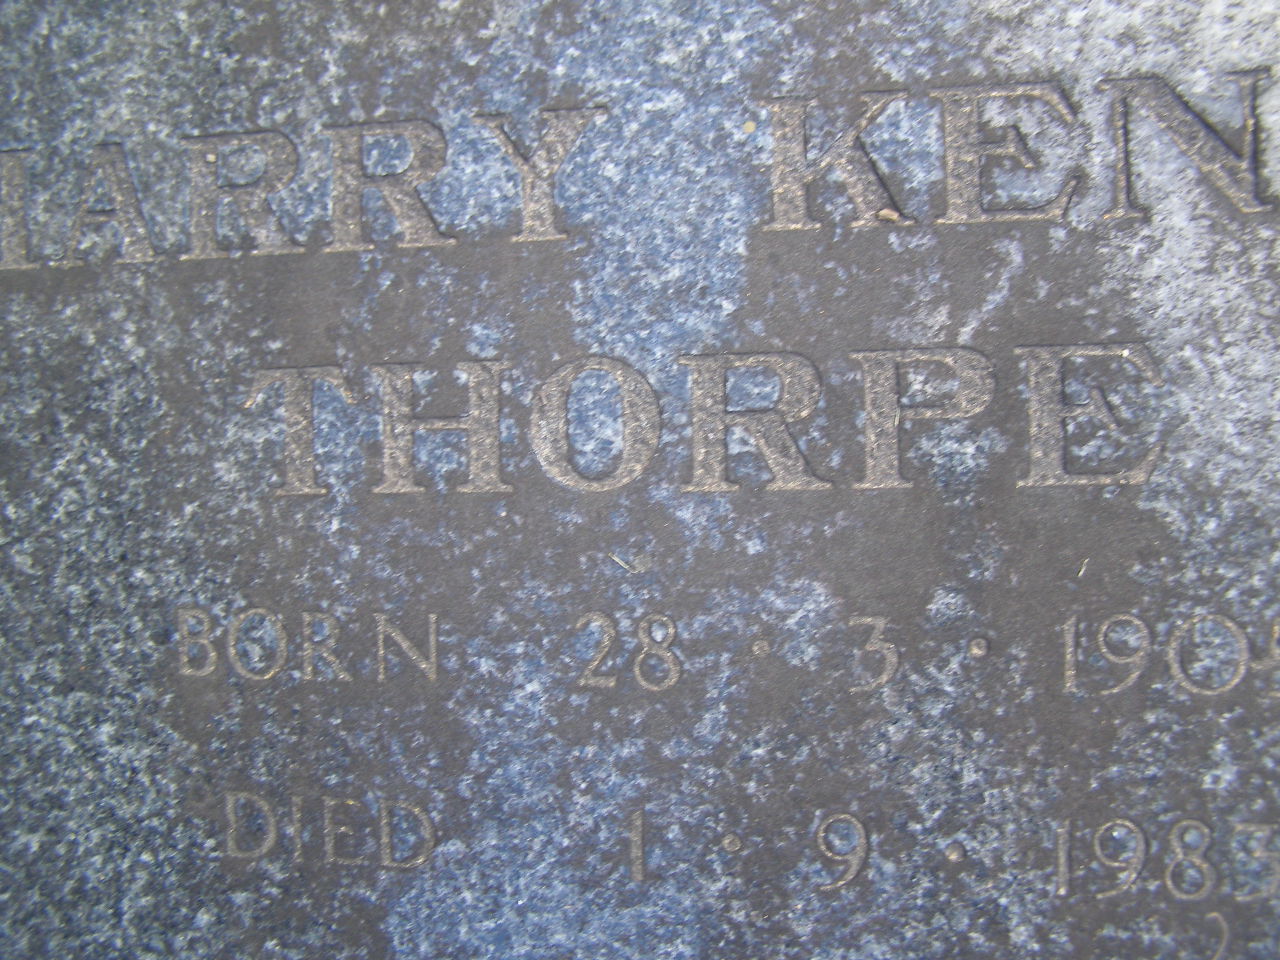 HARRY KEN
THORPE
BORN 28 · 3 · 190
DIED 1 · 9 · 198